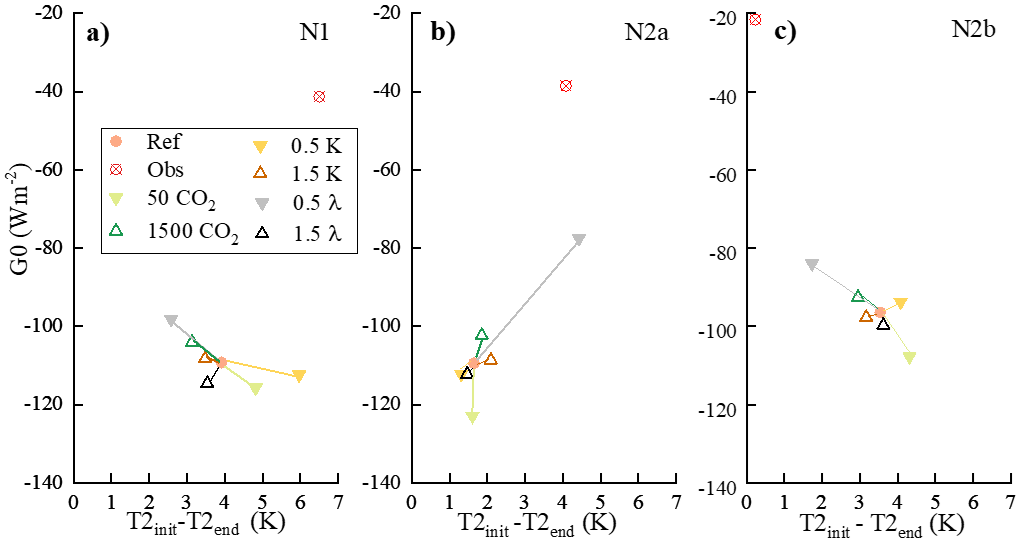 a) N1
b) N2a
c) N2b
G0 (Wm-2)
-20
-40
-60
-80
-100
-120
-140
Ref
Obs
50 CO2
1500 CO2
0.5 K
1.5 K
0.5 λ
1.5 λ
0 1 2 3 4 5 6 7
T2init-T2end (K)
-20
-40
-60
-80
-100
-120
-140
0 1 2 3 4 5 6 7
T2init -T2end (K)
-20
-40
-60
-80
-100
-120
-140
0 1 2 3 4 5 6 7
T2init - T2end (K)